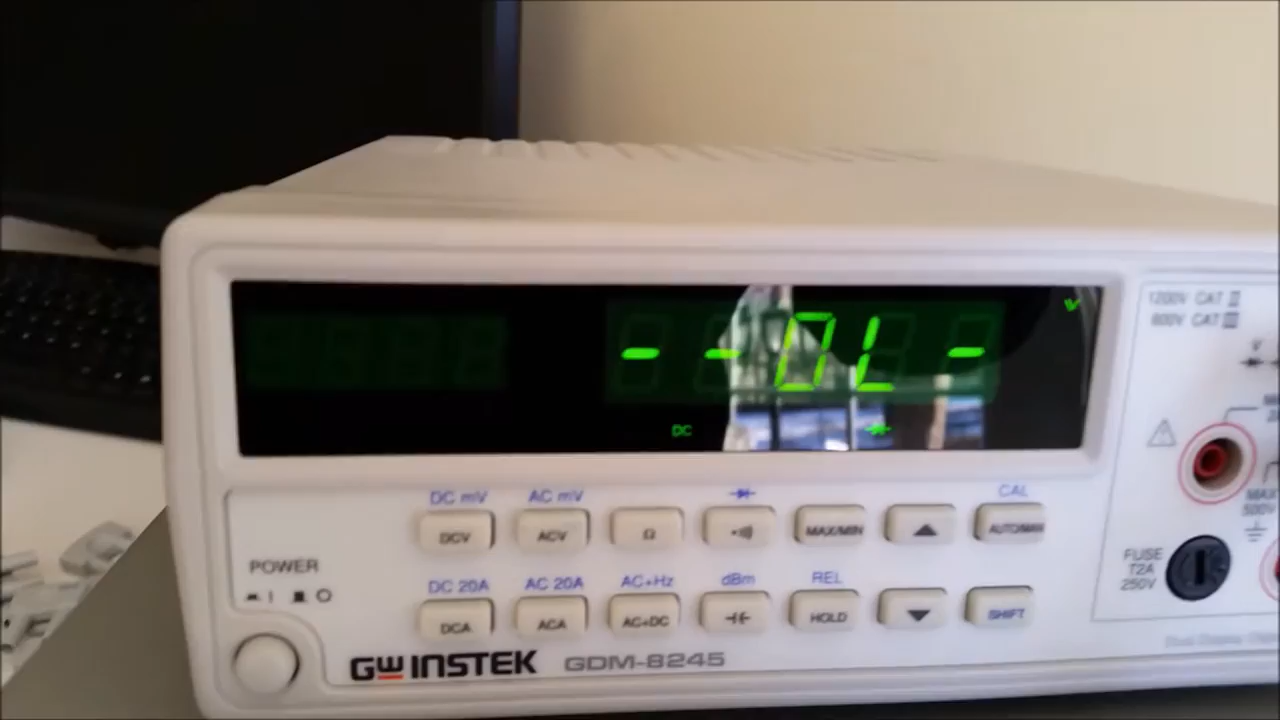 --OL-
V
DC
1200V CAT II
600V CAT III
DC mV AC mV CAL
DCV ACV Ω MAX/MIN AUTO/MAN
DC 20A AC 20A AC+Hz dBm REL
DCA ACA AC+DC HOLD SHIFT
POWER
FUSE
T2A
250V
500V
GW INSTEK GDM-8245